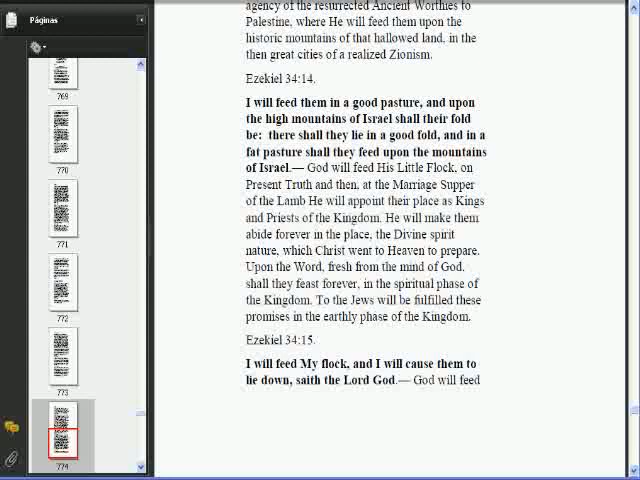 Páginas
769
770
771
772
773
774
agency of the resurrected Ancient Worthies to
Palestine, where He will feed them upon the
historic mountains of that hallowed land, in the
then great cities of a realized Zionism.
Ezekiel 34:14.
I will feed them in a good pasture, and upon
the high mountains of Israel shall their fold
be: there shall they lie in a good fold, and in a
fat pasture shall they feed upon the mountains
of Israel.— God will feed His Little Flock, on
Present Truth and then, at the Marriage Supper
of the Lamb He will appoint their place as Kings
and Priests of the Kingdom. He will make them
abide forever in the place, the Divine spirit
nature, which Christ went to Heaven to prepare.
Upon the Word, fresh from the mind of God,
shall they feast forever, in the spiritual phase of
the Kingdom. To the Jews will be fulfilled these
promises in the earthly phase of the Kingdom.
Ezekiel 34:15.
I will feed My flock, and I will cause them to
lie down, saith the Lord God.— God will feed